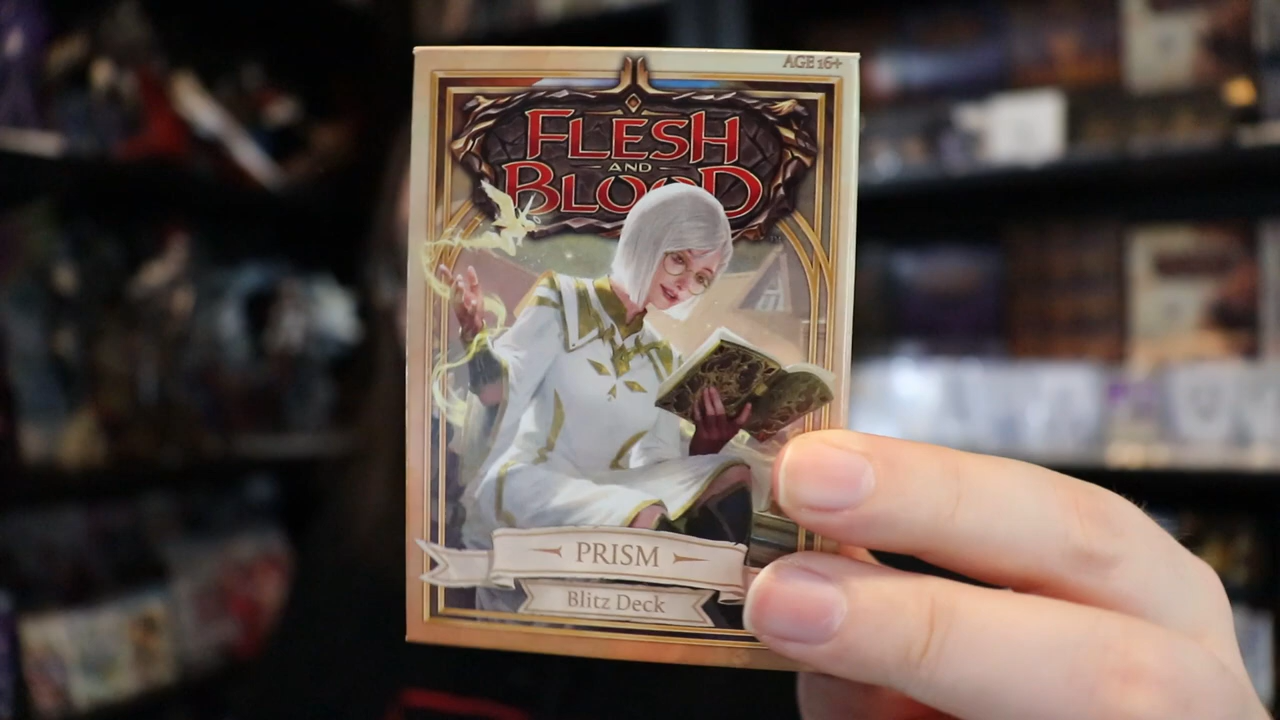 AGE 16+
FLESH
AND
BLOOD
PRISM
Blitz Deck